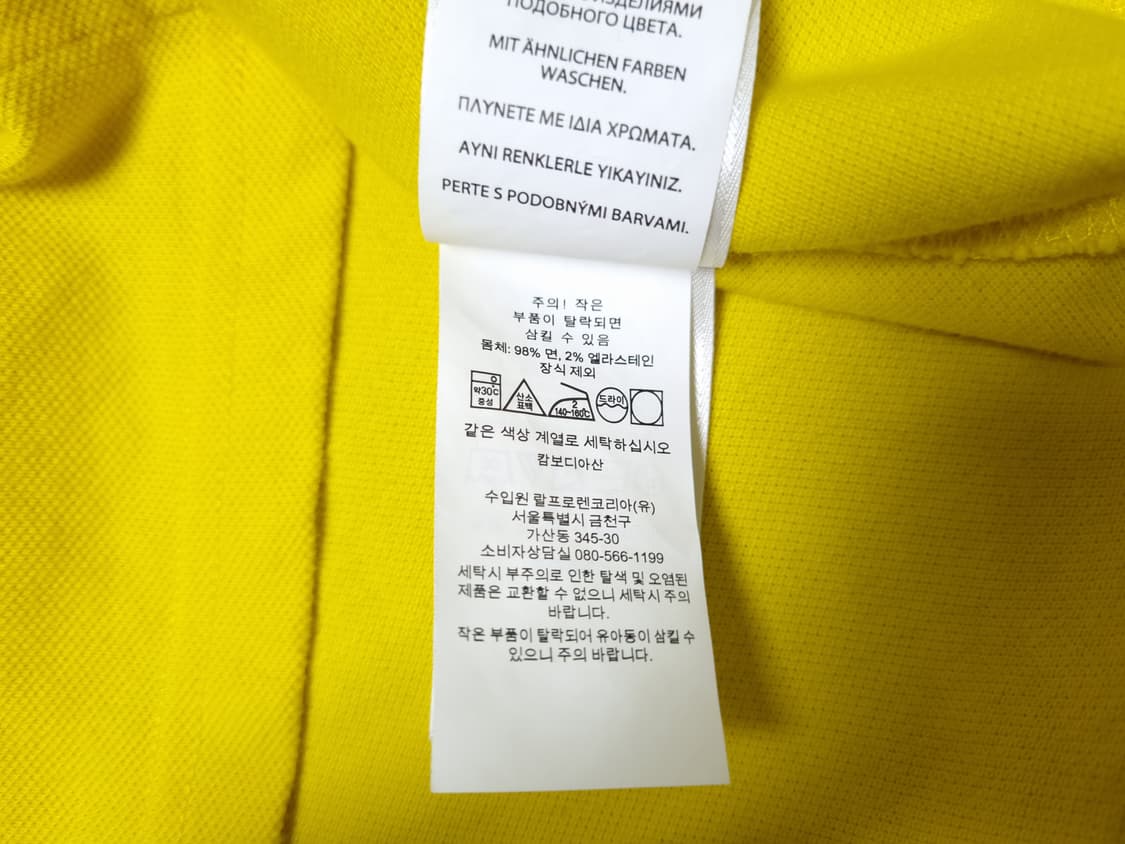 ИЗДЕЛИЯМИ
ПОДОБНОГО ЦВЕТА.
MIT ÄHNLICHEN FARBEN
WASCHEN.
ΠΛΥΝΕΤΕ ΜΕ ΙΔΙΑ ΧΡΩΜΑΤΑ.
AYNI RENKLERLE YIKAYINIZ.
PERTE S PODOBNÝMI BARVAMI.
주의! 작은
부품이 탈락되면
삼킬 수 있음
몸체: 98% 면, 2% 엘라스테인
장식 제외
약30℃
중성
산소
표백
2
140~160℃
드라이
같은 색상 계열로 세탁하십시오
캄보디아산
수입원 랄프로렌코리아(유)
서울특별시 금천구
가산동 345-30
소비자상담실 080-566-1199
세탁시 부주의로 인한 탈색 및 오염된
제품은 교환할 수 없으니 세탁시 주의
바랍니다.
작은 부품이 탈락되어 유아동이 삼킬 수
있으니 주의 바랍니다.